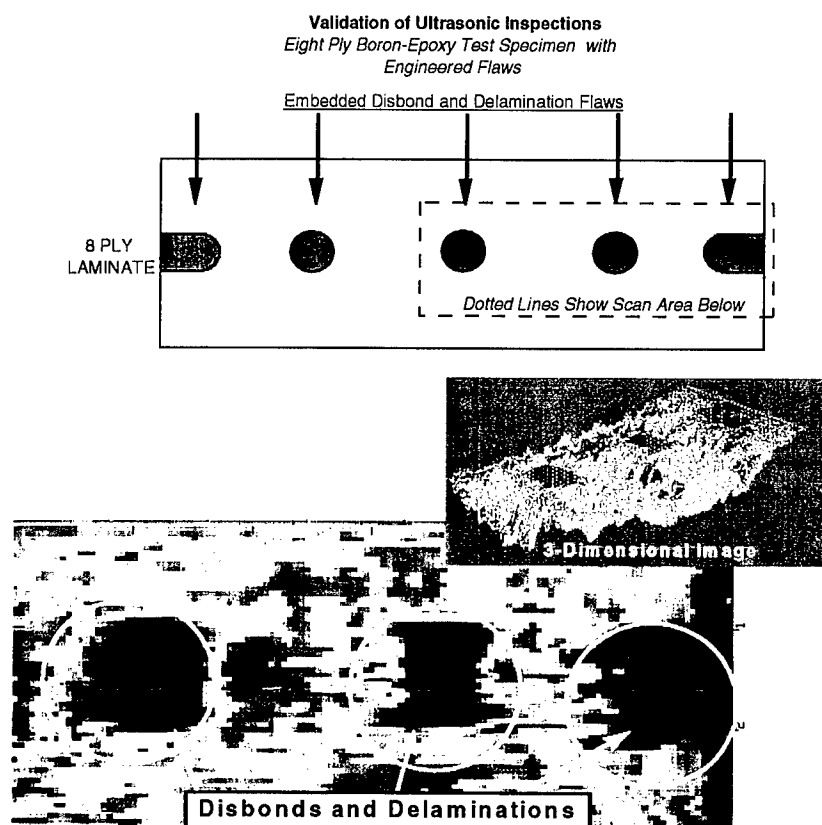 Validation of Ultrasonic Inspections
Eight Ply Boron-Epoxy Test Specimen with
Engineered Flaws
Embedded Disbond and Delamination Flaws
8 PLY
LAMINATE
Dotted Lines Show Scan Area Below
3-Dimensional Image
Disbonds and Delaminations